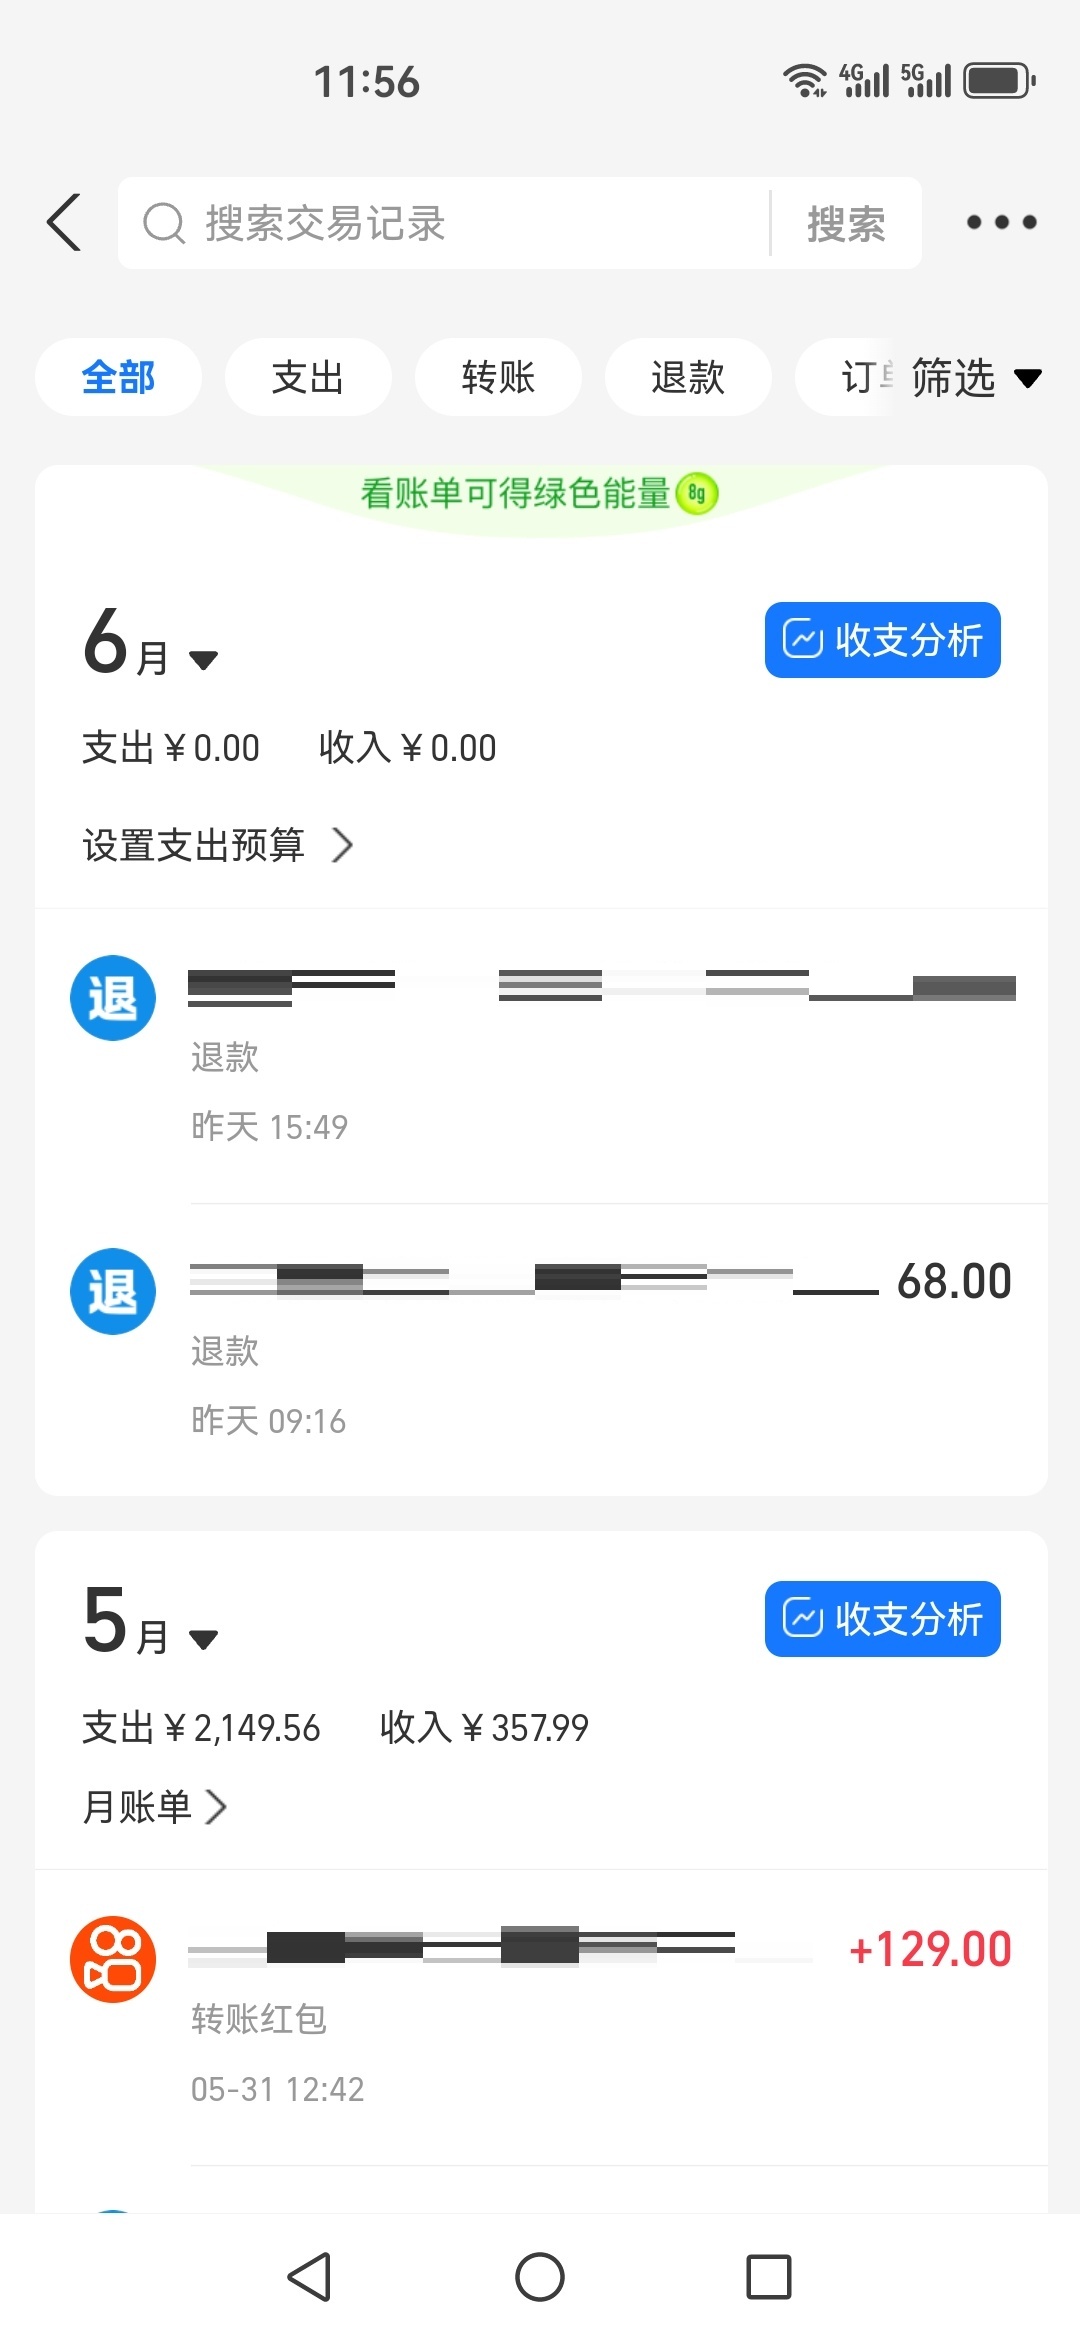 11:56
4G 5G
搜索交易记录 搜索
全部 支出 转账 退款 订单 筛选
看账单可得绿色能量 8g
6月 收支分析
支出 ¥0.00 收入 ¥0.00
设置支出预算
退
退款
昨天 15:49
退 68.00
退款
昨天 09:16
5月 收支分析
支出 ¥2,149.56 收入 ¥357.99
月账单
+129.00
转账红包
05-31 12:42